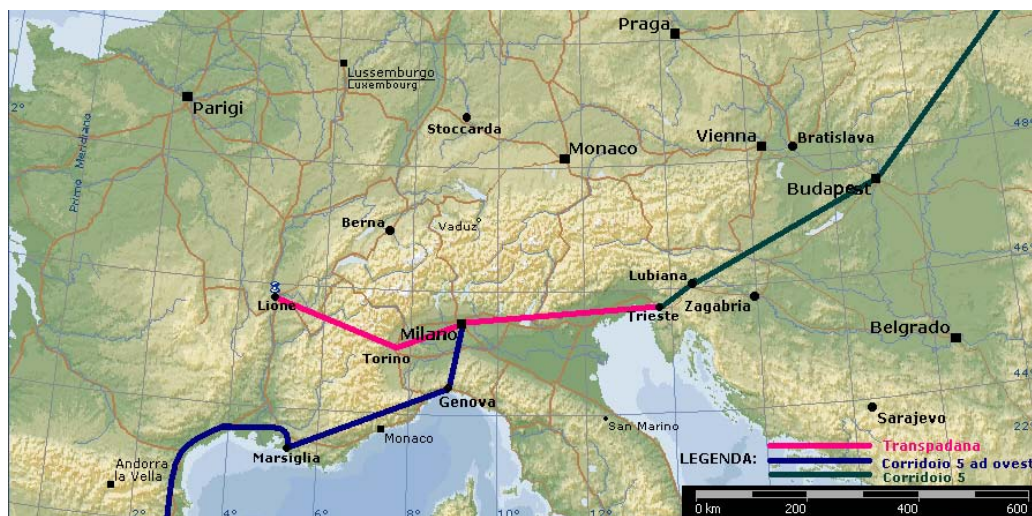 Praga
Lussemburgo
Luxembourg
Parigi
2°
Stoccarda
48°
Vienna
Bratislava
Monaco
Primo Meridiano
Budapest
Berna
Vaduz
46°
Lubiana
Lione
Zagabria
Trieste
Milano
Belgrado
Torino
44°
Genova
Sarajevo
22°
San Marino
Monaco
Marsiglia
Andorra
la Vella
LEGENDA:
Transpadana
Corridoio 5 ad ovest
Corridoio 5
4°
6°
8°
10°
12°
0 km
200
400
600